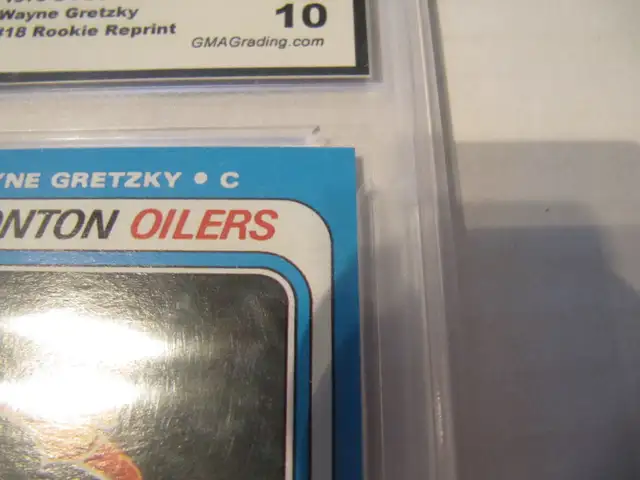 Wayne Gretzky
#18 Rookie Reprint
10
GMAGrading.com
YNE GRETZKY • C
ONTON OILERS